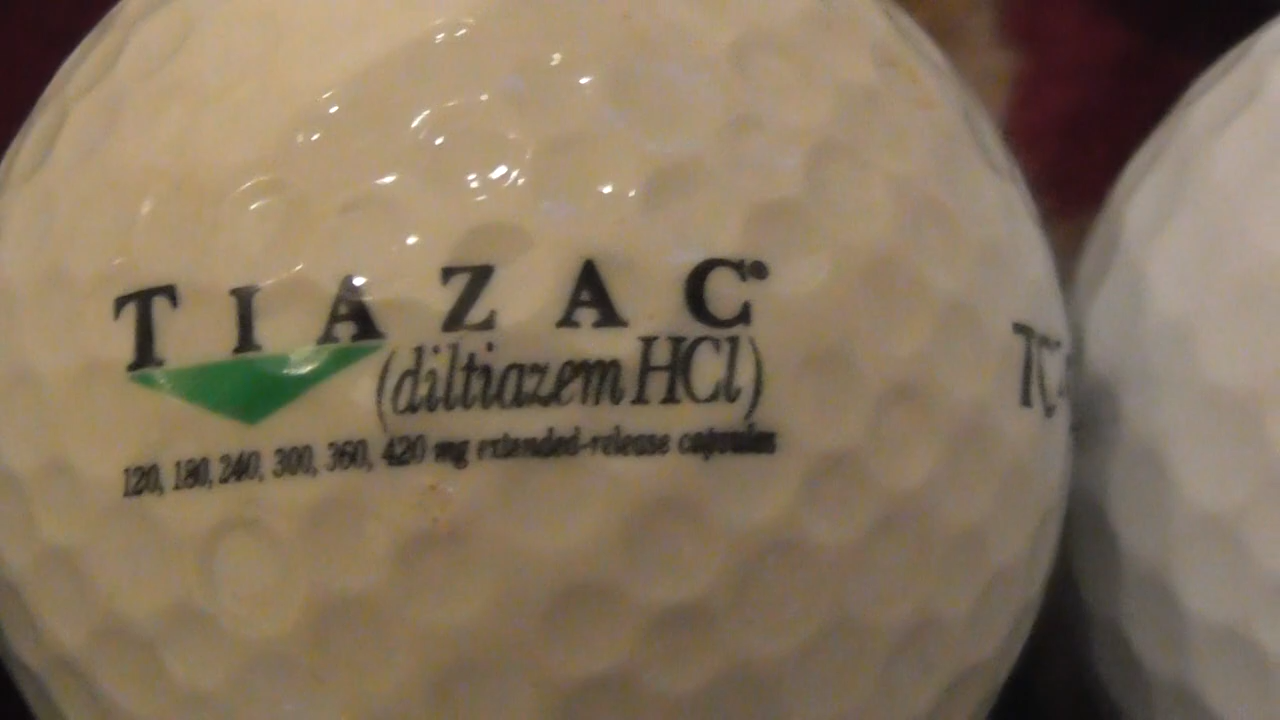 TIAZAC®
(diltiazem HCl)
120, 180, 240, 300, 360, 420 mg extended-release capsules